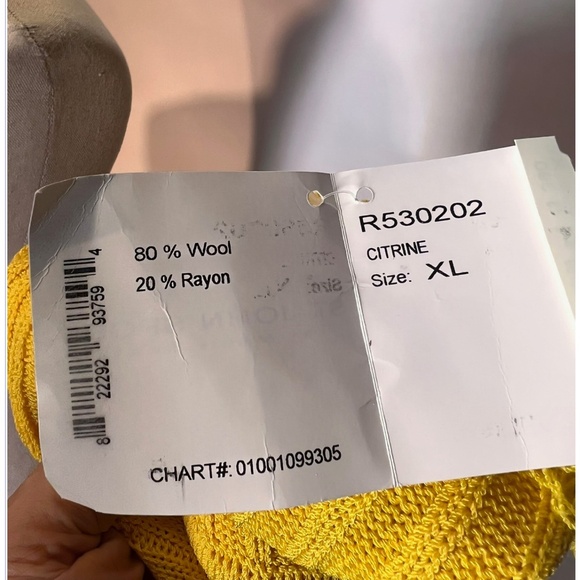 80 % Wool
20 % Rayon
8 22292 93759 4
CHART#: 01001099305
R530202
CITRINE
Size: XL